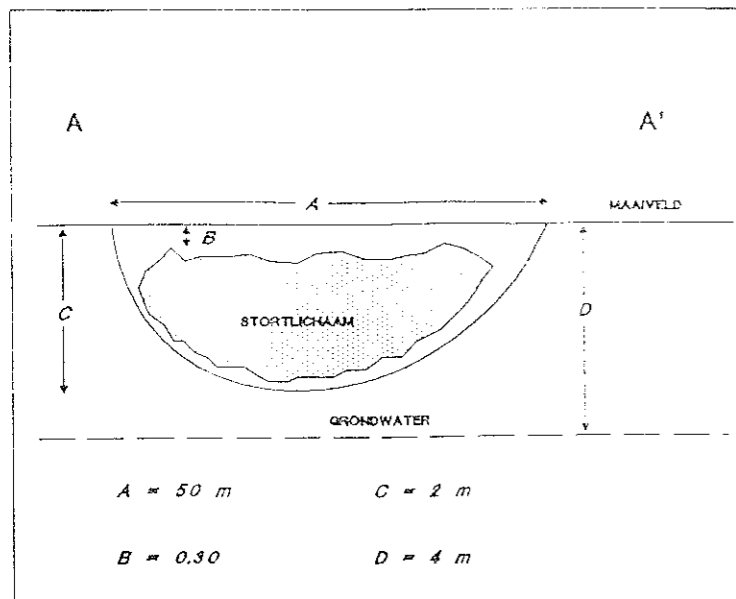 A A'
A MAAIVELD
B
C STORTLICHAAM D
GRONDWATER
A = 50 m C = 2 m
B = 0.30 D = 4 m